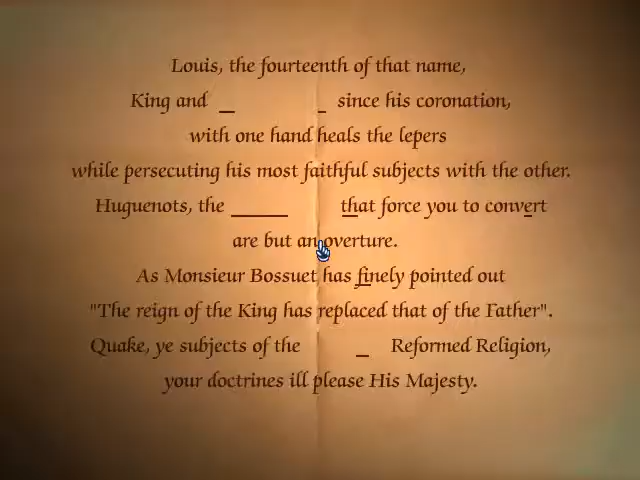 Louis, the fourteenth of that name,
King and _ _ since his coronation,
with one hand heals the lepers
while persecuting his most faithful subjects with the other.
Huguenots, the _____ that force you to convert
are but an overture.
As Monsieur Bossuet has finely pointed out
"The reign of the King has replaced that of the Father".
Quake, ye subjects of the _ Reformed Religion,
your doctrines ill please His Majesty.